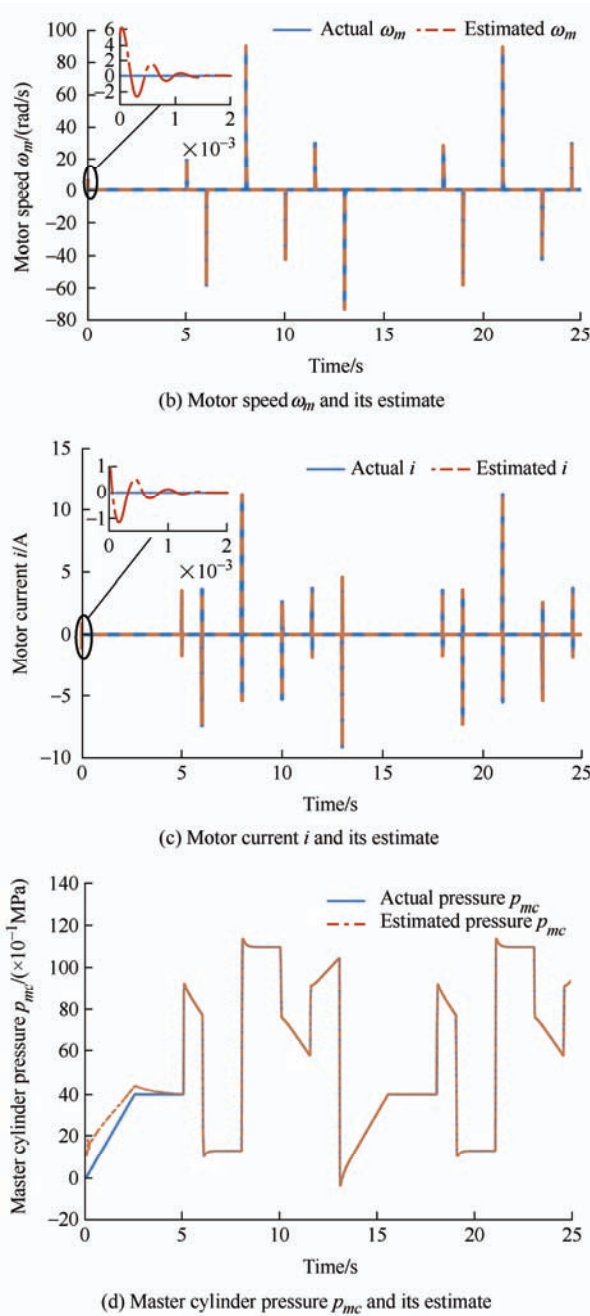 Actual ωm Estimated ωm
Motor speed ωm/(rad/s)
100
80
60
40
20
0
−20
−40
−60
−80
6
4
2
0
−2
0 1 2
×10−3
0 5 10 15 20 25
Time/s
(b) Motor speed ωm and its estimate
Actual i Estimated i
Motor current i/A
15
10
5
0
−5
−10
1
0
−1
0 1 2
×10−3
0 5 10 15 20 25
Time/s
(c) Motor current i and its estimate
Actual pressure pmc
Estimated pressure pmc
Master cylinder pressure pmc/(×10−1MPa)
140
120
100
80
60
40
20
0
−20
0 5 10 15 20 25
Time/s
(d) Master cylinder pressure pmc and its estimate